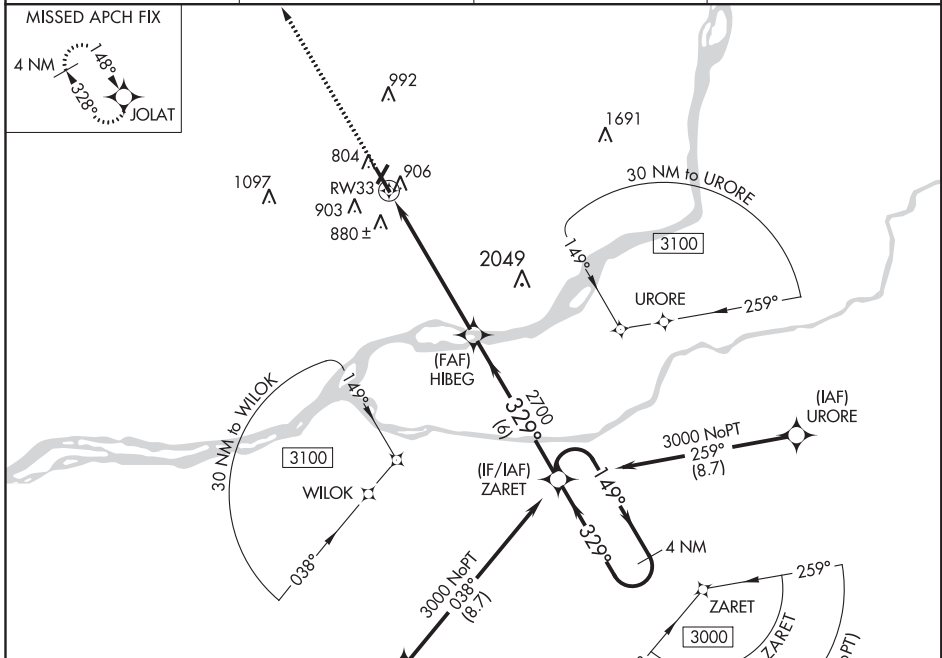 MISSED APCH FIX
4 NM
148°
328°
JOLAT
992
1691
804
RW33
906
1097
903
880 ±
2049
30 NM to URORE
3100
149°
URORE
259°
(FAF)
HIBEG
2700
329°
(6)
30 NM to WILOK
149°
3100
WILOK
038°
(IAF)
URORE
3000 NoPT
259°
(8.7)
(IF/IAF)
ZARET
149°
329°
4 NM
3000 NoPT
038°
(8.7)
259°
ZARET
3000
ZARET